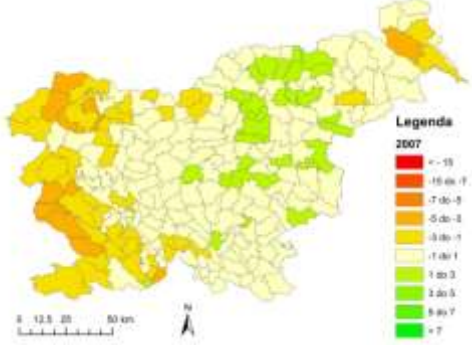 Legenda
2007
< - 15
-15 do -7
-7 do -5
-5 do -3
-3 do -1
-1 do 1
1 do 3
3 do 5
5 do 7
> 7
N
0 12,5 25 50 km